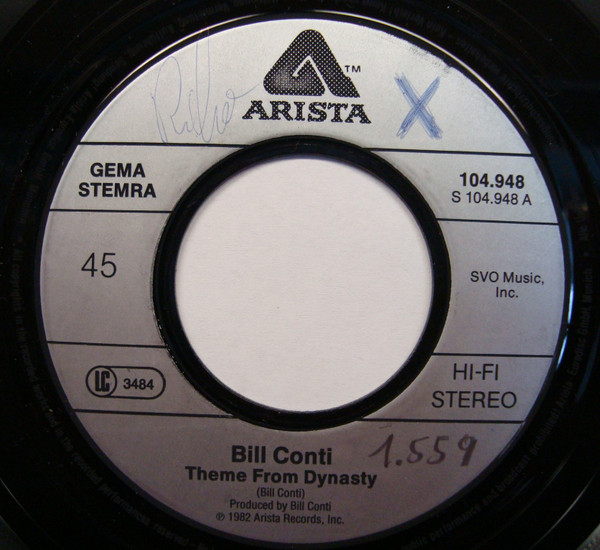 ARISTA™
X
GEMA
STEMRA
104.948
S 104.948 A
45
SVO Music,
Inc.
LC 3484
HI-FI
STEREO
Bill Conti
1.559
Theme From Dynasty
(Bill Conti)
Produced by Bill Conti
℗ 1982 Arista Records, Inc.